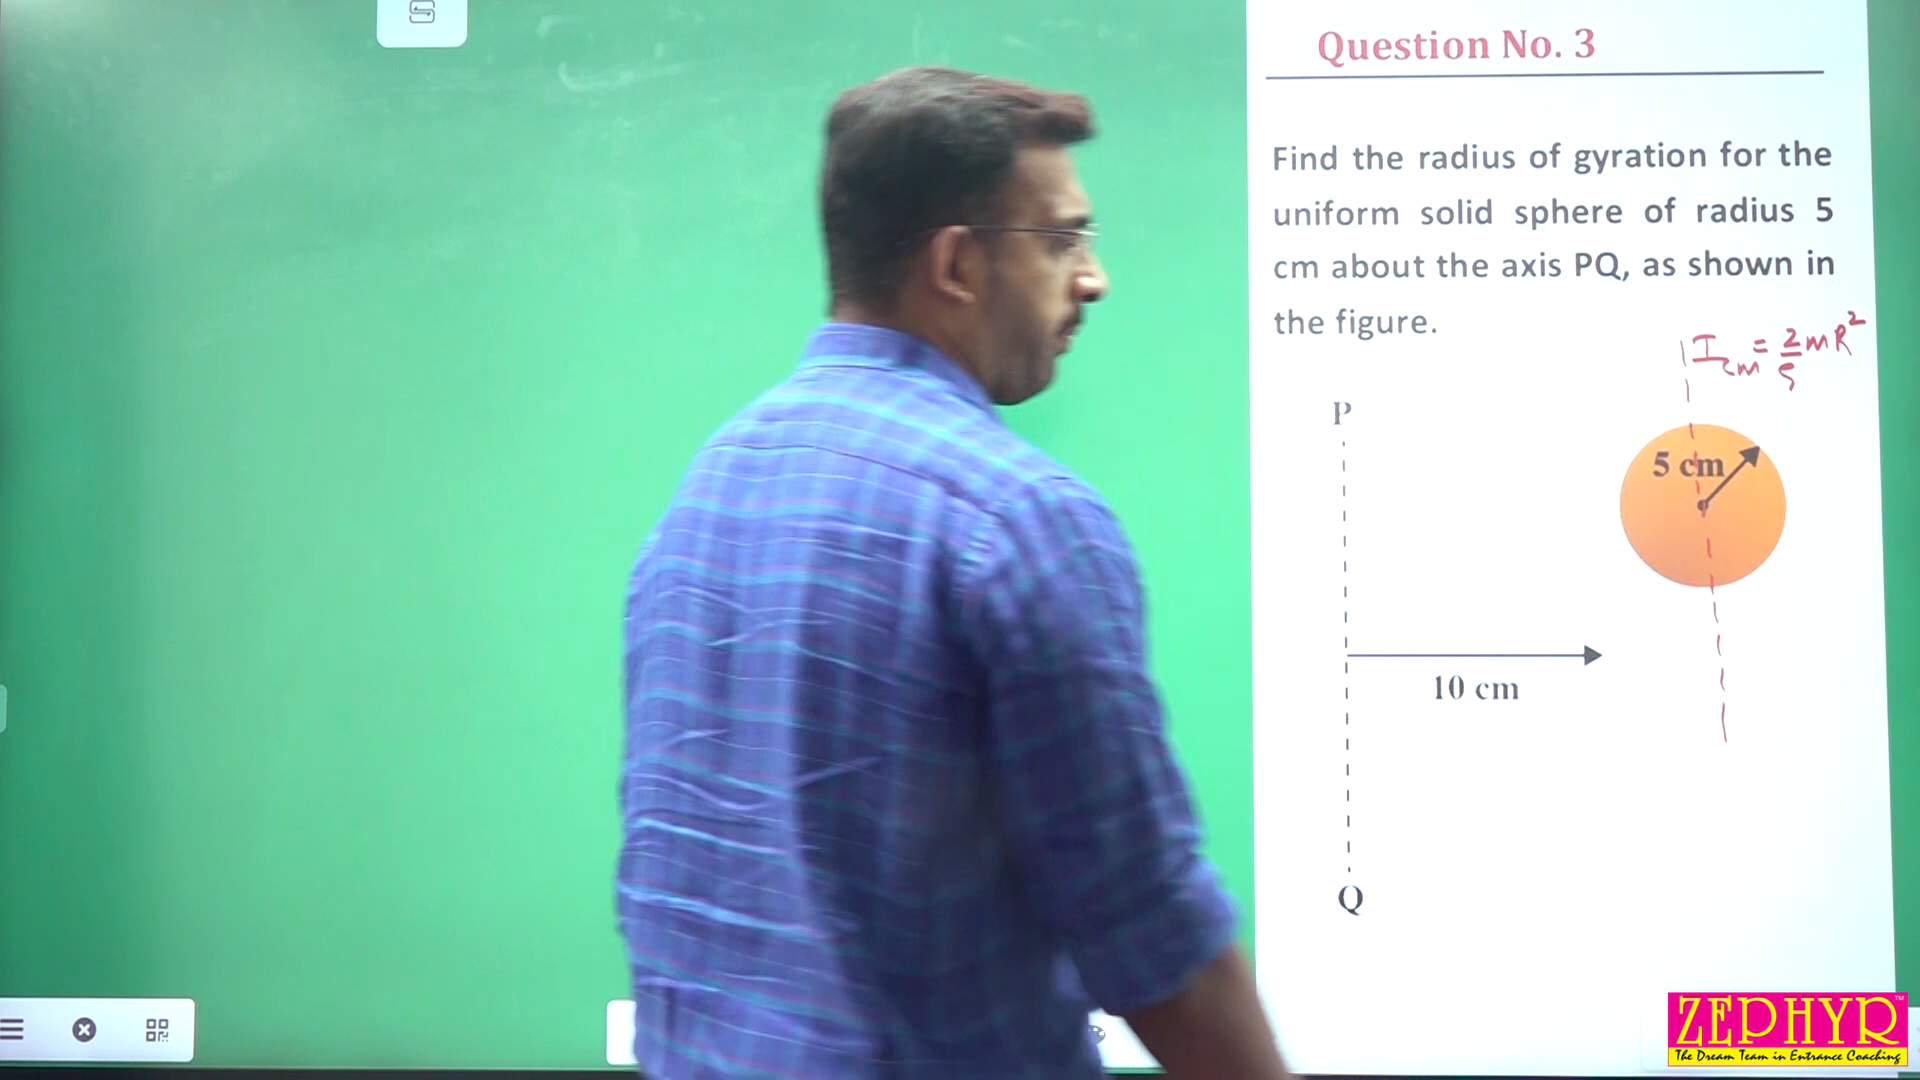 Question No. 3
Find the radius of gyration for the
uniform solid sphere of radius 5
cm about the axis PQ, as shown in
the figure.
I_cm = 2/5 mR²
P
5 cm
10 cm
Q
ZEPHYR™
The Dream Team in Entrance Coaching